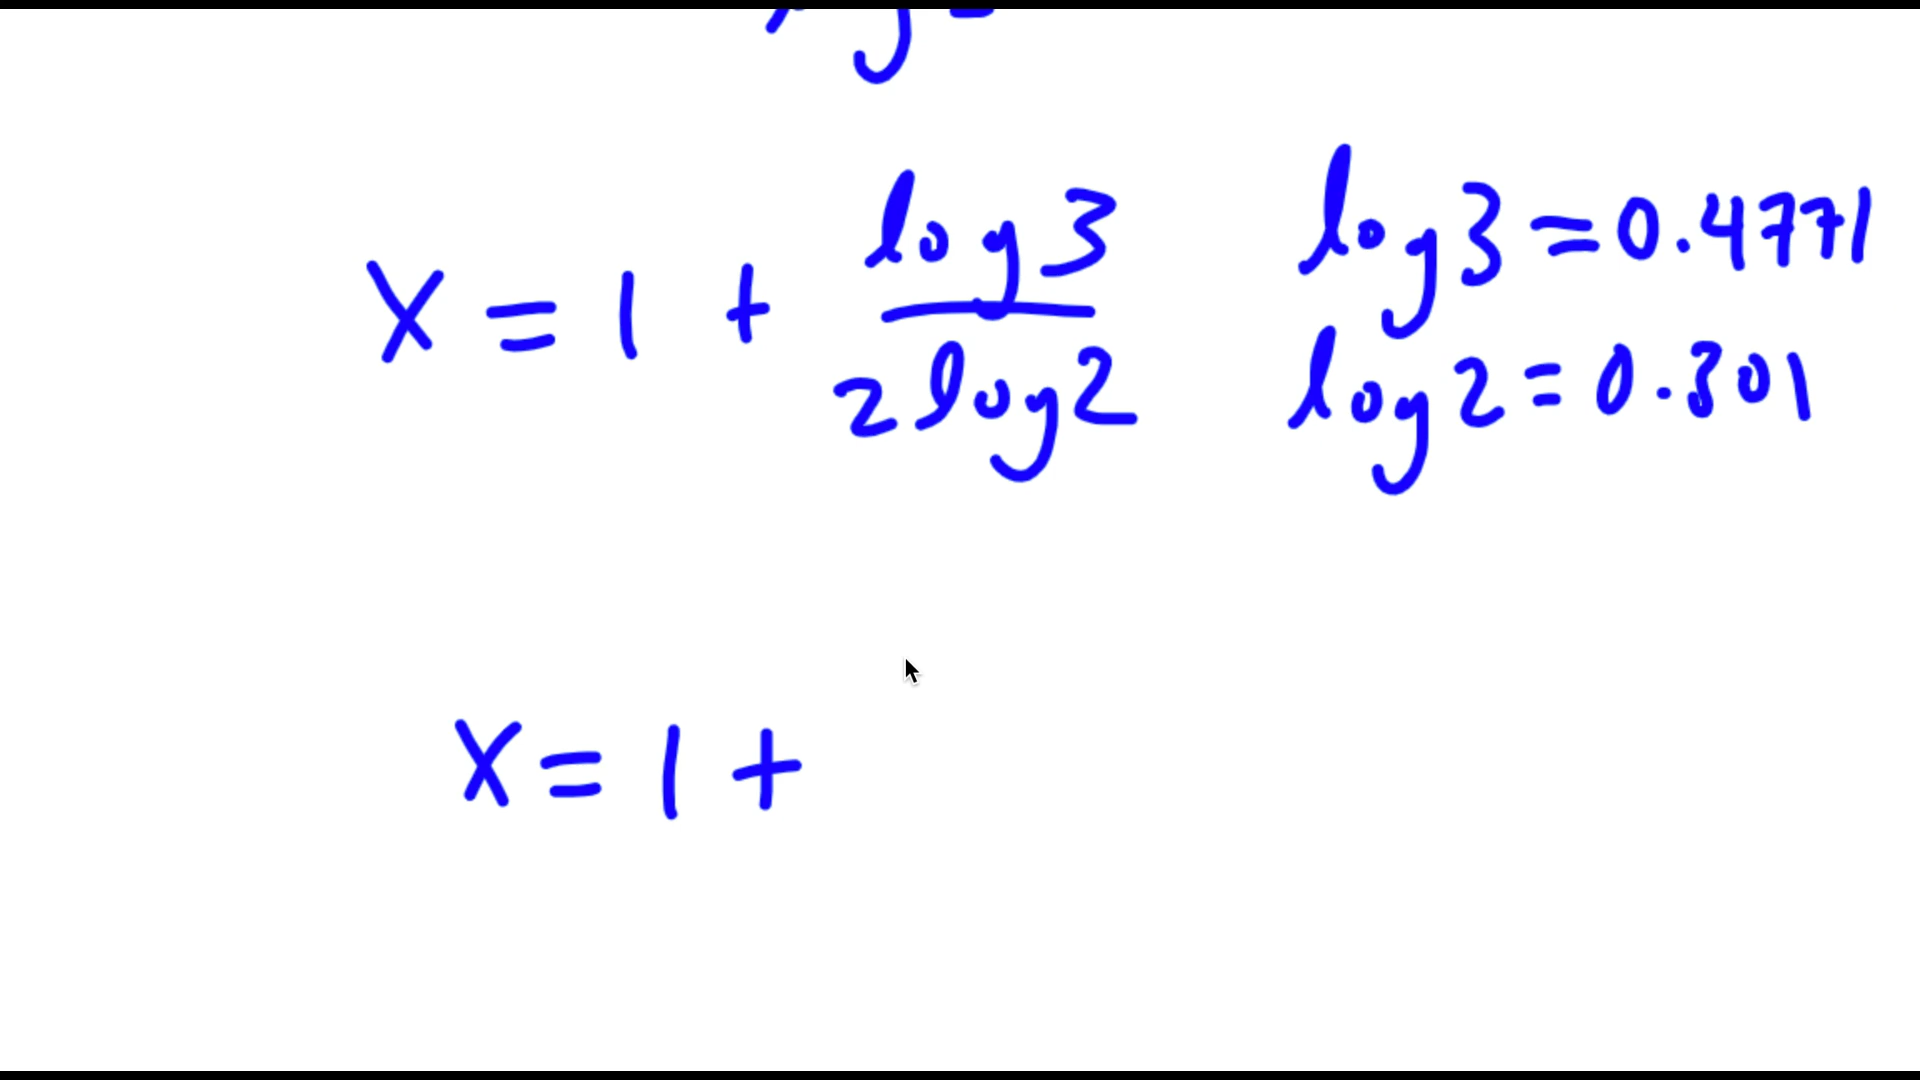 x = 1 + log3 / 2log2
log3 = 0.4771
log2 = 0.301
x = 1 +